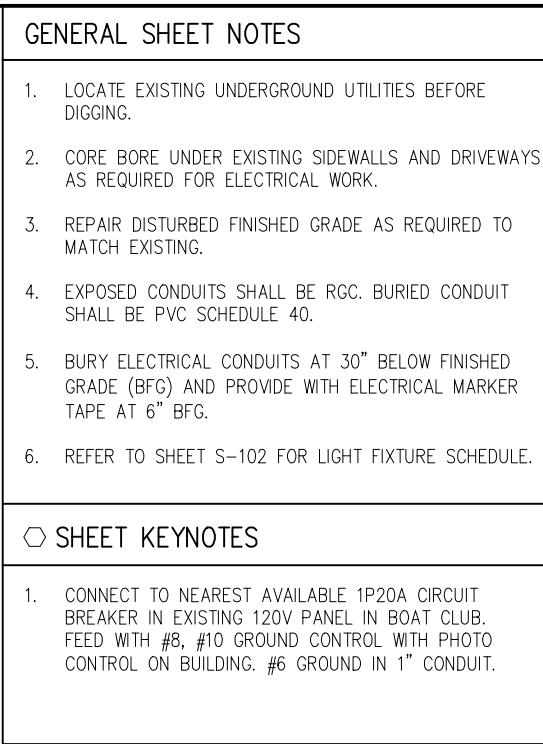 GENERAL SHEET NOTES
1. LOCATE EXISTING UNDERGROUND UTILITIES BEFORE
DIGGING.
2. CORE BORE UNDER EXISTING SIDEWALLS AND DRIVEWAYS
AS REQUIRED FOR ELECTRICAL WORK.
3. REPAIR DISTURBED FINISHED GRADE AS REQUIRED TO
MATCH EXISTING.
4. EXPOSED CONDUITS SHALL BE RGC. BURIED CONDUIT
SHALL BE PVC SCHEDULE 40.
5. BURY ELECTRICAL CONDUITS AT 30" BELOW FINISHED
GRADE (BFG) AND PROVIDE WITH ELECTRICAL MARKER
TAPE AT 6" BFG.
6. REFER TO SHEET S-102 FOR LIGHT FIXTURE SCHEDULE.
SHEET KEYNOTES
1. CONNECT TO NEAREST AVAILABLE 1P20A CIRCUIT
BREAKER IN EXISTING 120V PANEL IN BOAT CLUB.
FEED WITH #8, #10 GROUND CONTROL WITH PHOTO
CONTROL ON BUILDING. #6 GROUND IN 1" CONDUIT.